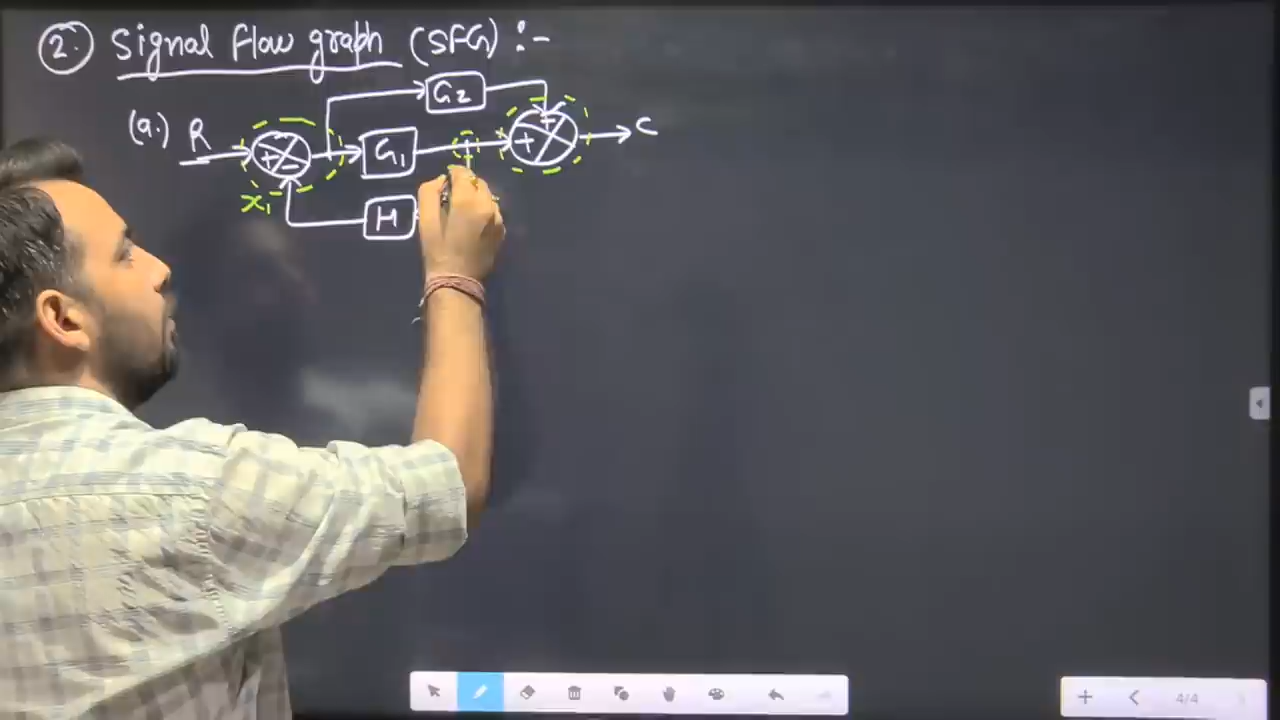 2. Signal flow graph (SFG) :-
G2
(a.) R + - G1 + + C
x1
H
4/4